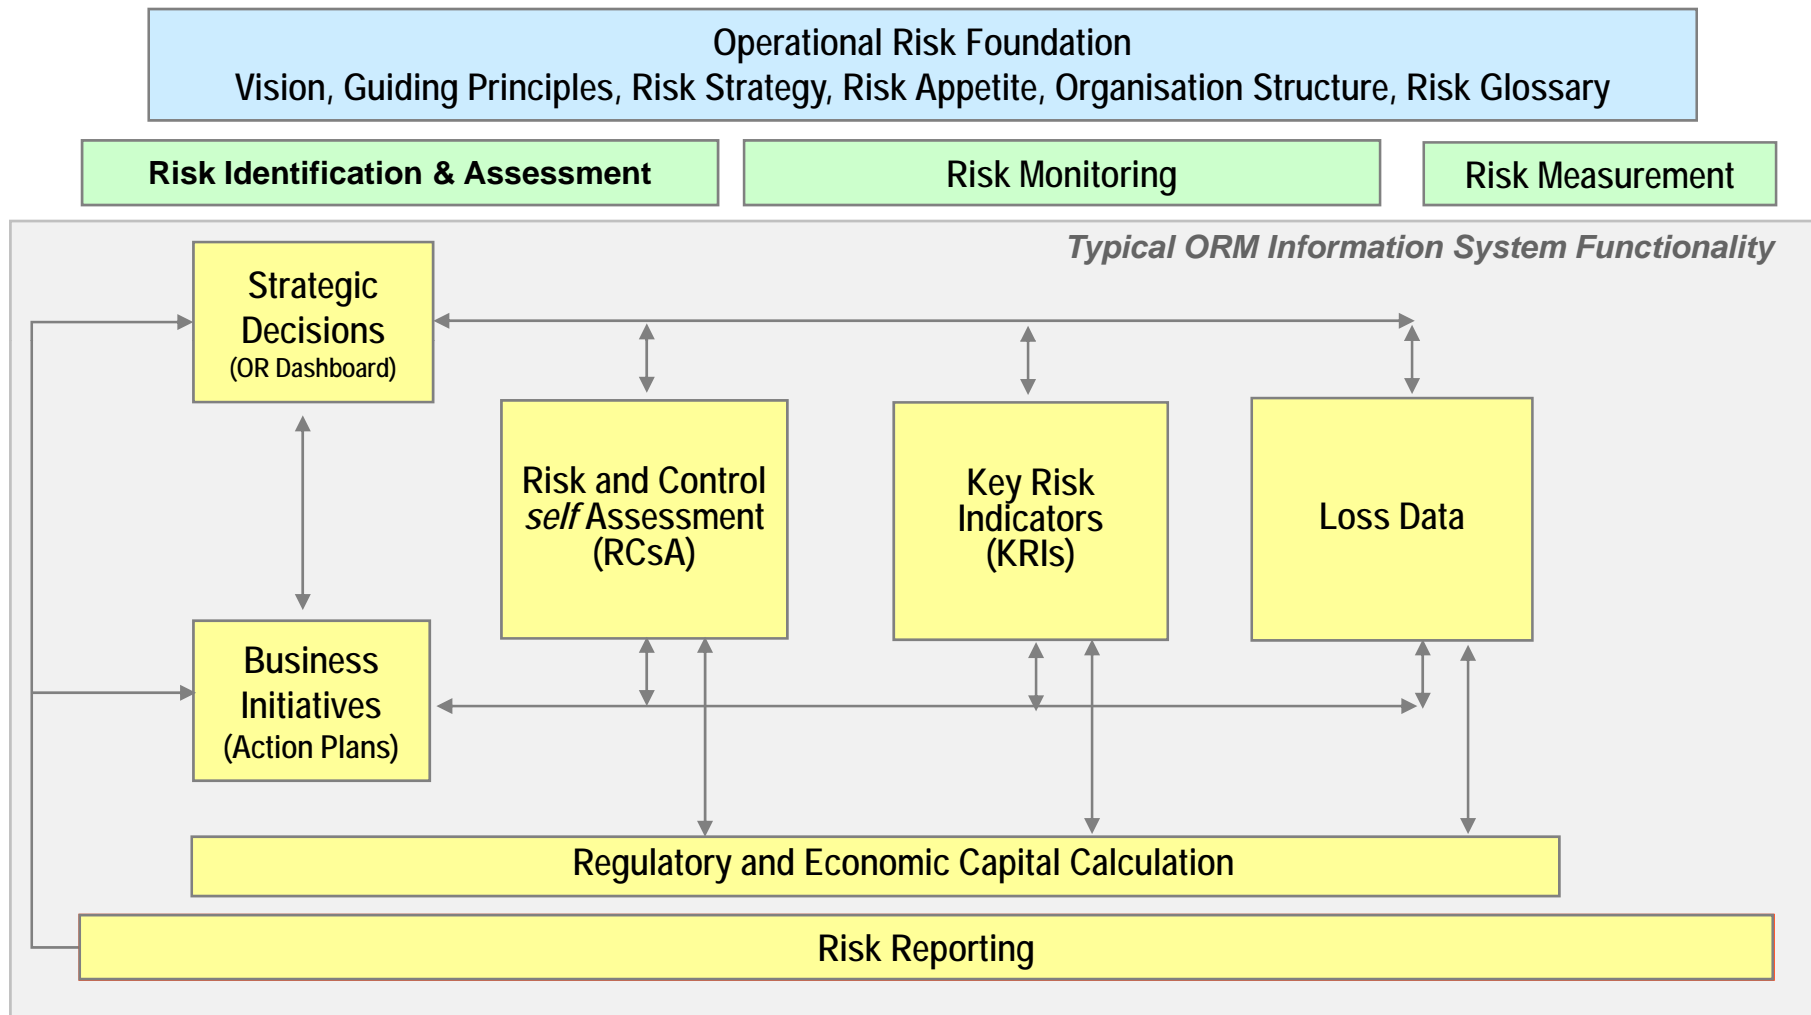 Operational Risk Foundation
Vision, Guiding Principles, Risk Strategy, Risk Appetite, Organisation Structure, Risk Glossary
Risk Identification & Assessment
Risk Monitoring
Risk Measurement
Typical ORM Information System Functionality
Strategic
Decisions
(OR Dashboard)
Risk and Control
self Assessment
(RCsA)
Key Risk
Indicators
(KRIs)
Loss Data
Business
Initiatives
(Action Plans)
Regulatory and Economic Capital Calculation
Risk Reporting